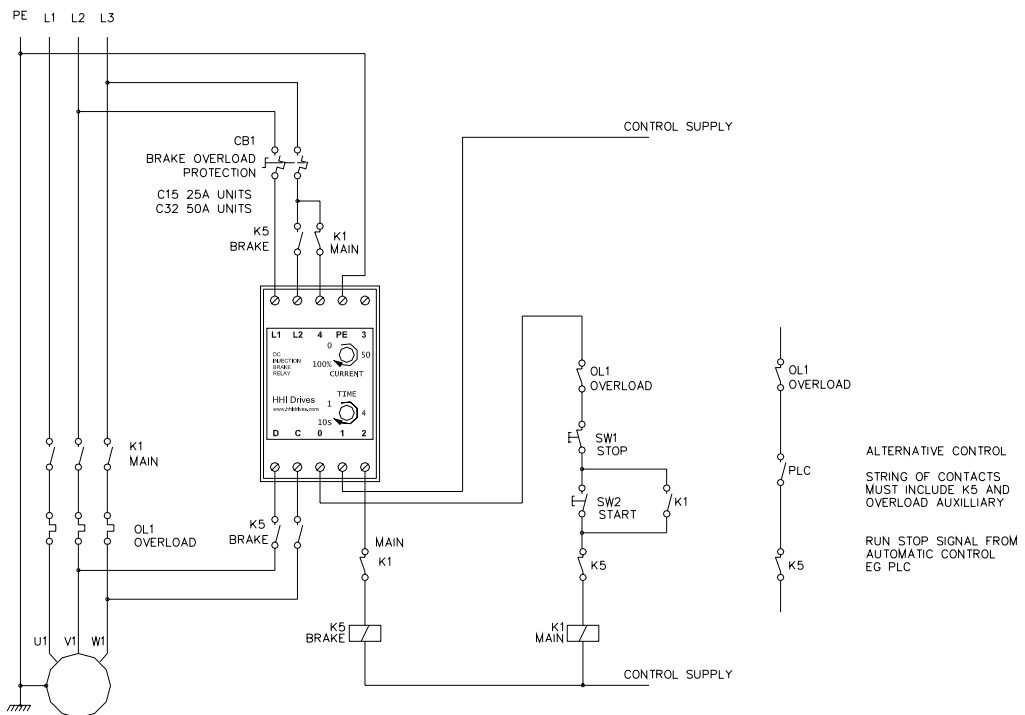 PE L1 L2 L3
CONTROL SUPPLY
CB1
BRAKE OVERLOAD
PROTECTION
C15 25A UNITS
C32 50A UNITS
K5
BRAKE
K1
MAIN
L1 L2 4 PE 3
DC
INJECTION
BRAKE
RELAY
0
50
100%
CURRENT
TIME
HHI Drives
www.hhidrives.com
1
4
10s
D C 0 1 2
K1
MAIN
OL1
OVERLOAD
K5
BRAKE
MAIN
K1
K5
BRAKE
U1 V1 W1
OL1
OVERLOAD
SW1
STOP
SW2
START
K1
K5
K1
MAIN
CONTROL SUPPLY
OL1
OVERLOAD
PLC
K5
ALTERNATIVE CONTROL
STRING OF CONTACTS
MUST INCLUDE K5 AND
OVERLOAD AUXILLIARY
RUN STOP SIGNAL FROM
AUTOMATIC CONTROL
EG PLC